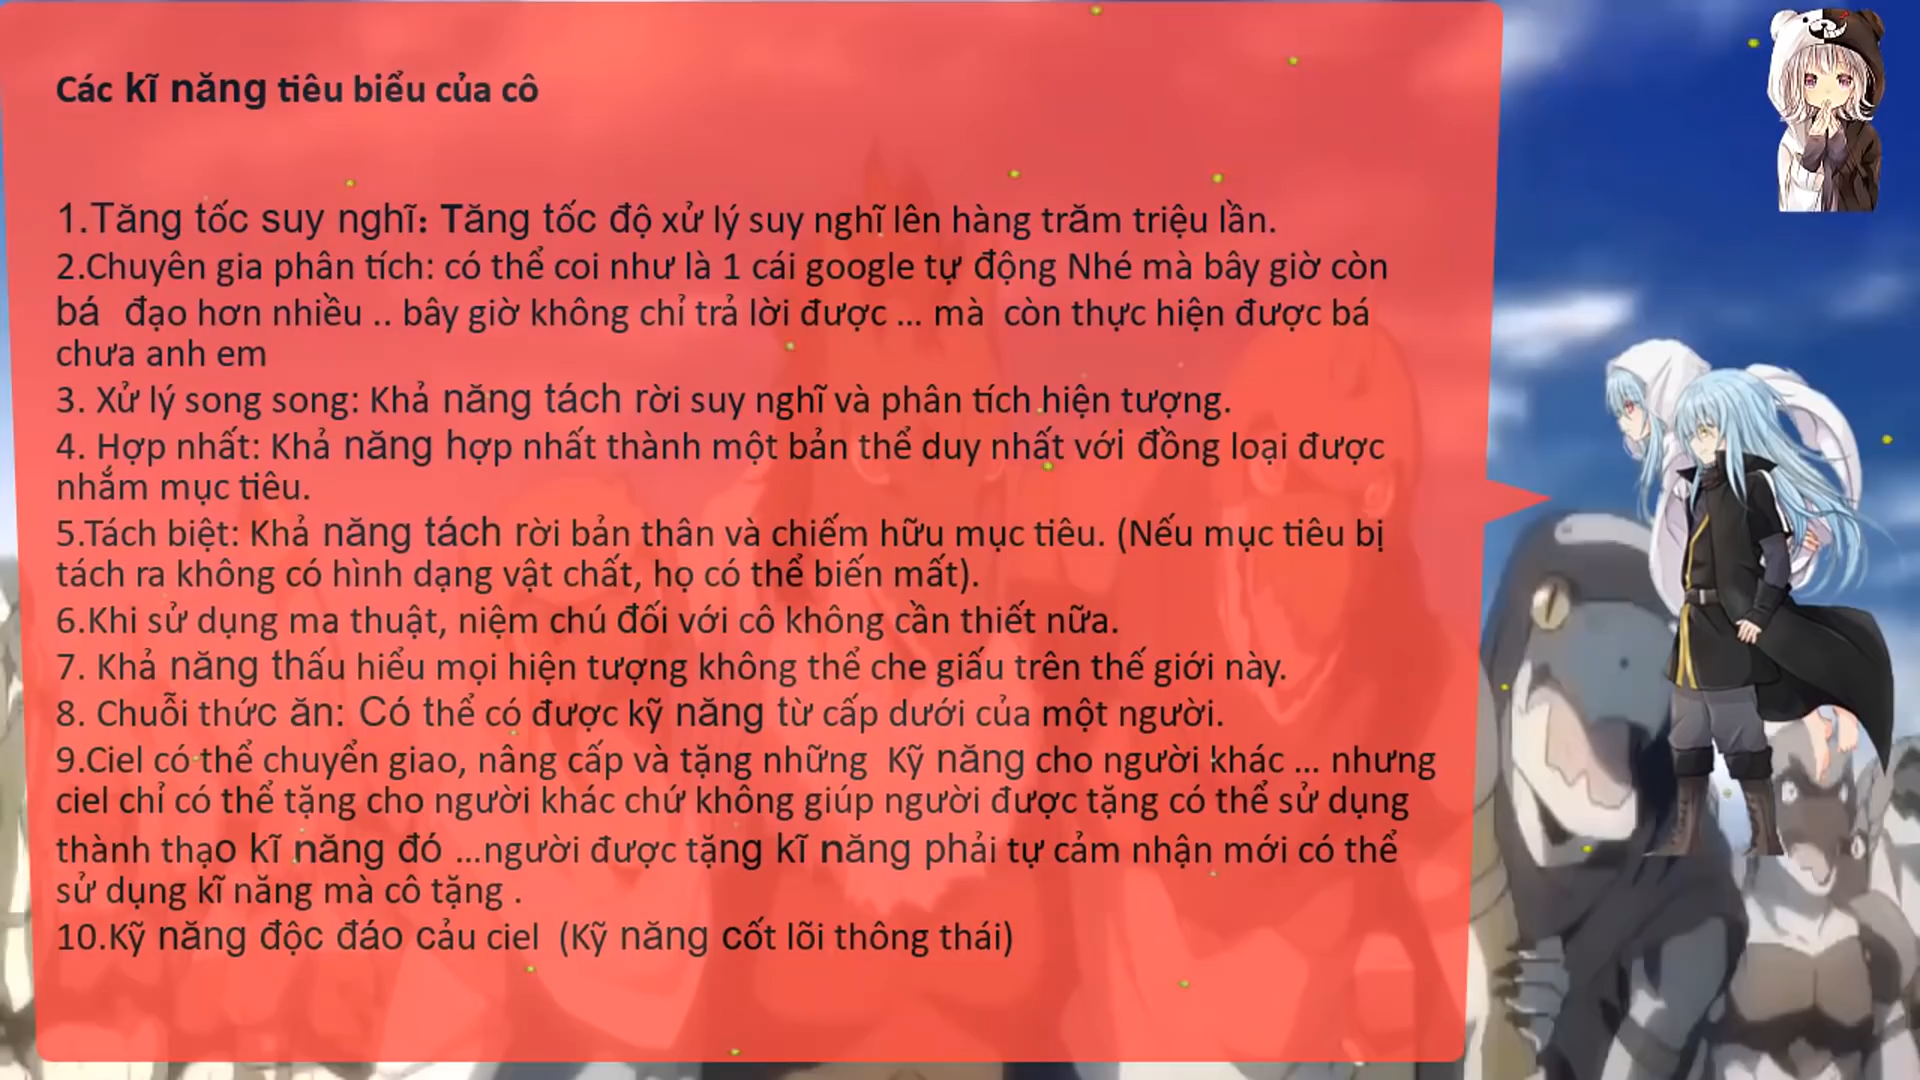 Các kĩ năng tiêu biểu của cô
1.Tăng tốc suy nghĩ: Tăng tốc độ xử lý suy nghĩ lên hàng trăm triệu lần.
2.Chuyên gia phân tích: có thể coi như là 1 cái google tự động Nhé mà bây giờ còn
bá đạo hơn nhiều .. bây giờ không chỉ trả lời được ... mà còn thực hiện được bá
chưa anh em
3. Xử lý song song: Khả năng tách rời suy nghĩ và phân tích hiện tượng.
4. Hợp nhất: Khả năng hợp nhất thành một bản thể duy nhất với đồng loại được
nhắm mục tiêu.
5.Tách biệt: Khả năng tách rời bản thân và chiếm hữu mục tiêu. (Nếu mục tiêu bị
tách ra không có hình dạng vật chất, họ có thể biến mất).
6.Khi sử dụng ma thuật, niệm chú đối với cô không cần thiết nữa.
7. Khả năng thấu hiểu mọi hiện tượng không thể che giấu trên thế giới này.
8. Chuỗi thức ăn: Có thể có được kỹ năng từ cấp dưới của một người.
9.Ciel có thể chuyển giao, nâng cấp và tặng những Kỹ năng cho người khác ... nhưng
ciel chỉ có thể tặng cho người khác chứ không giúp người được tặng có thể sử dụng
thành thạo kĩ năng đó ...người được tặng kĩ năng phải tự cảm nhận mới có thể
sử dụng kĩ năng mà cô tặng .
10.Kỹ năng độc đáo cảu ciel (Kỹ năng cốt lõi thông thái)